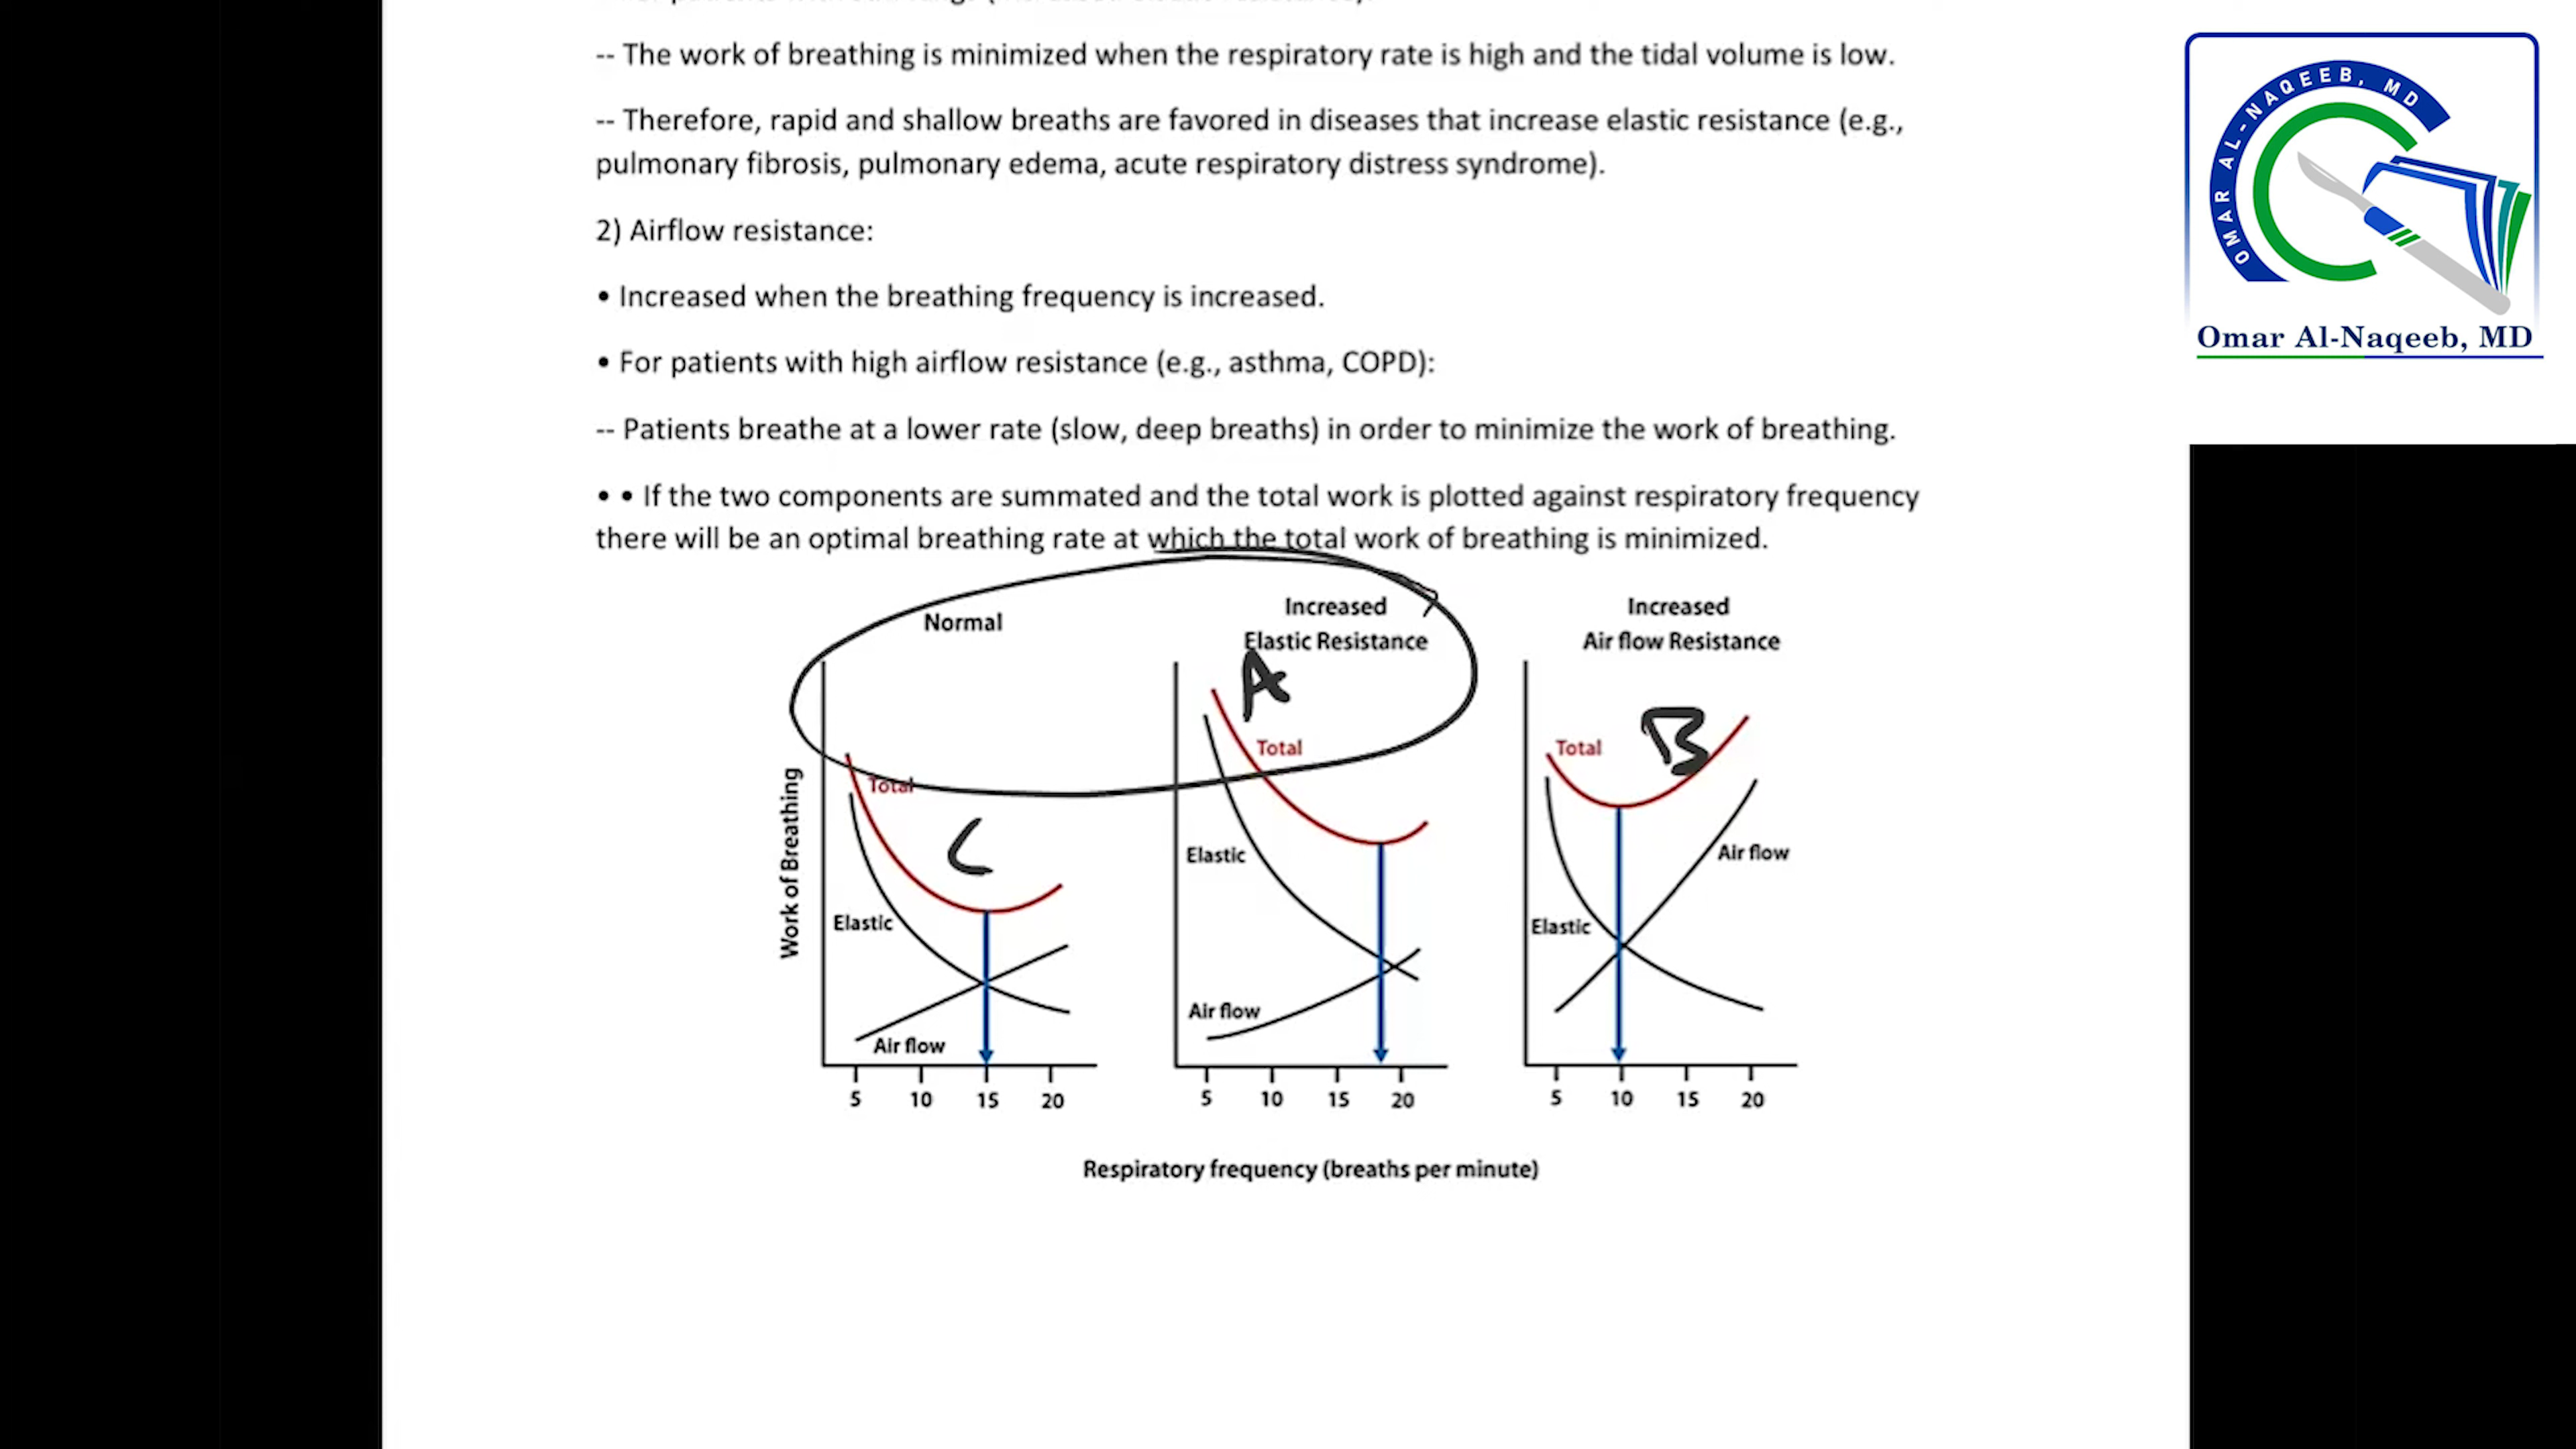 -- The work of breathing is minimized when the respiratory rate is high and the tidal volume is low.
-- Therefore, rapid and shallow breaths are favored in diseases that increase elastic resistance (e.g.,
pulmonary fibrosis, pulmonary edema, acute respiratory distress syndrome).
2) Airflow resistance:
• Increased when the breathing frequency is increased.
• For patients with high airflow resistance (e.g., asthma, COPD):
-- Patients breathe at a lower rate (slow, deep breaths) in order to minimize the work of breathing.
• • If the two components are summated and the total work is plotted against respiratory frequency
there will be an optimal breathing rate at which the total work of breathing is minimized.
Normal
Work of Breathing
Total
C
Elastic
Air flow
5 10 15 20
Increased
Elastic Resistance
A
Total
Elastic
Air flow
5 10 15 20
Increased
Air flow Resistance
Total
B
Air flow
Elastic
5 10 15 20
Respiratory frequency (breaths per minute)
OMAR AL-NAQEEB, MD
Omar Al-Naqeeb, MD